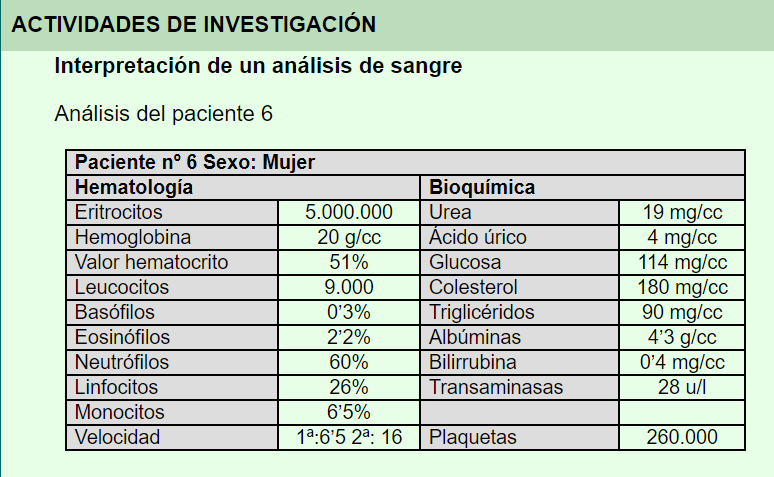 ACTIVIDADES DE INVESTIGACIÓN
Interpretación de un análisis de sangre
Análisis del paciente 6
Paciente nº 6 Sexo: Mujer
Hematología Bioquímica
Eritrocitos 5.000.000 Urea 19 mg/cc
Hemoglobina 20 g/cc Ácido úrico 4 mg/cc
Valor hematocrito 51% Glucosa 114 mg/cc
Leucocitos 9.000 Colesterol 180 mg/cc
Basófilos 0’3% Triglicéridos 90 mg/cc
Eosinófilos 2’2% Albúminas 4’3 g/cc
Neutrófilos 60% Bilirrubina 0’4 mg/cc
Linfocitos 26% Transaminasas 28 u/l
Monocitos 6’5%
Velocidad 1ª:6’5 2ª: 16 Plaquetas 260.000